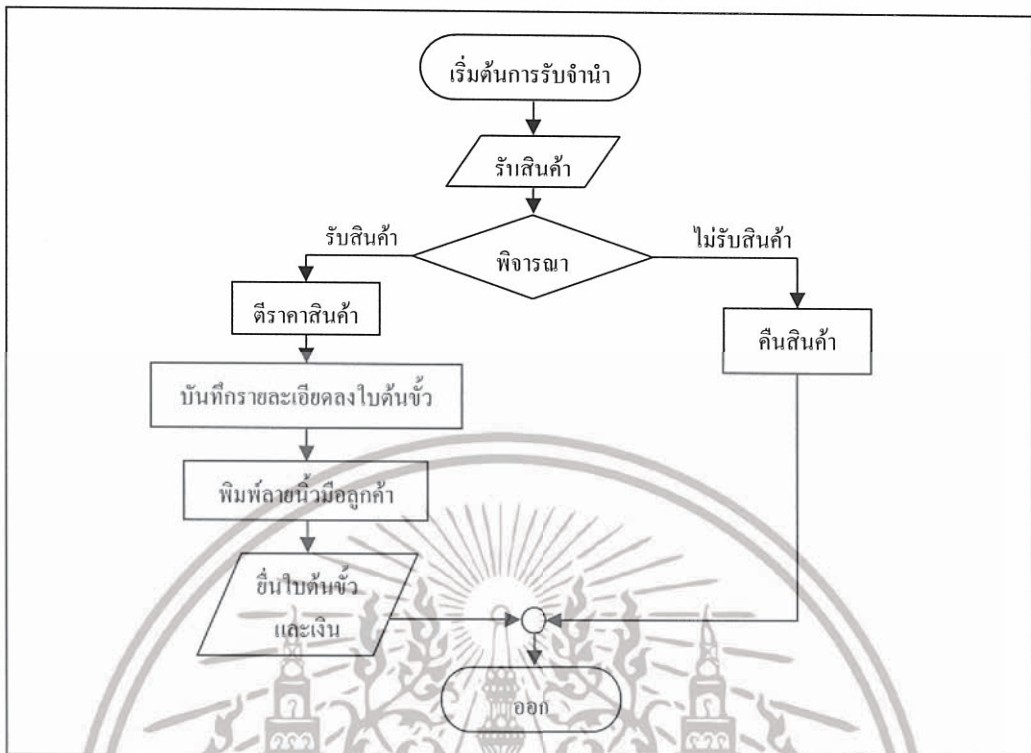 เริ่มต้นการรับจำนำ
รับสินค้า
รับสินค้า
พิจารณา
ไม่รับสินค้า
ตีราคาสินค้า
คืนสินค้า
บันทึกรายละเอียดลงใบต้นขั้ว
พิมพ์ลายนิ้วมือลูกค้า
ยื่นใบต้นขั้ว
และเงิน
ออก